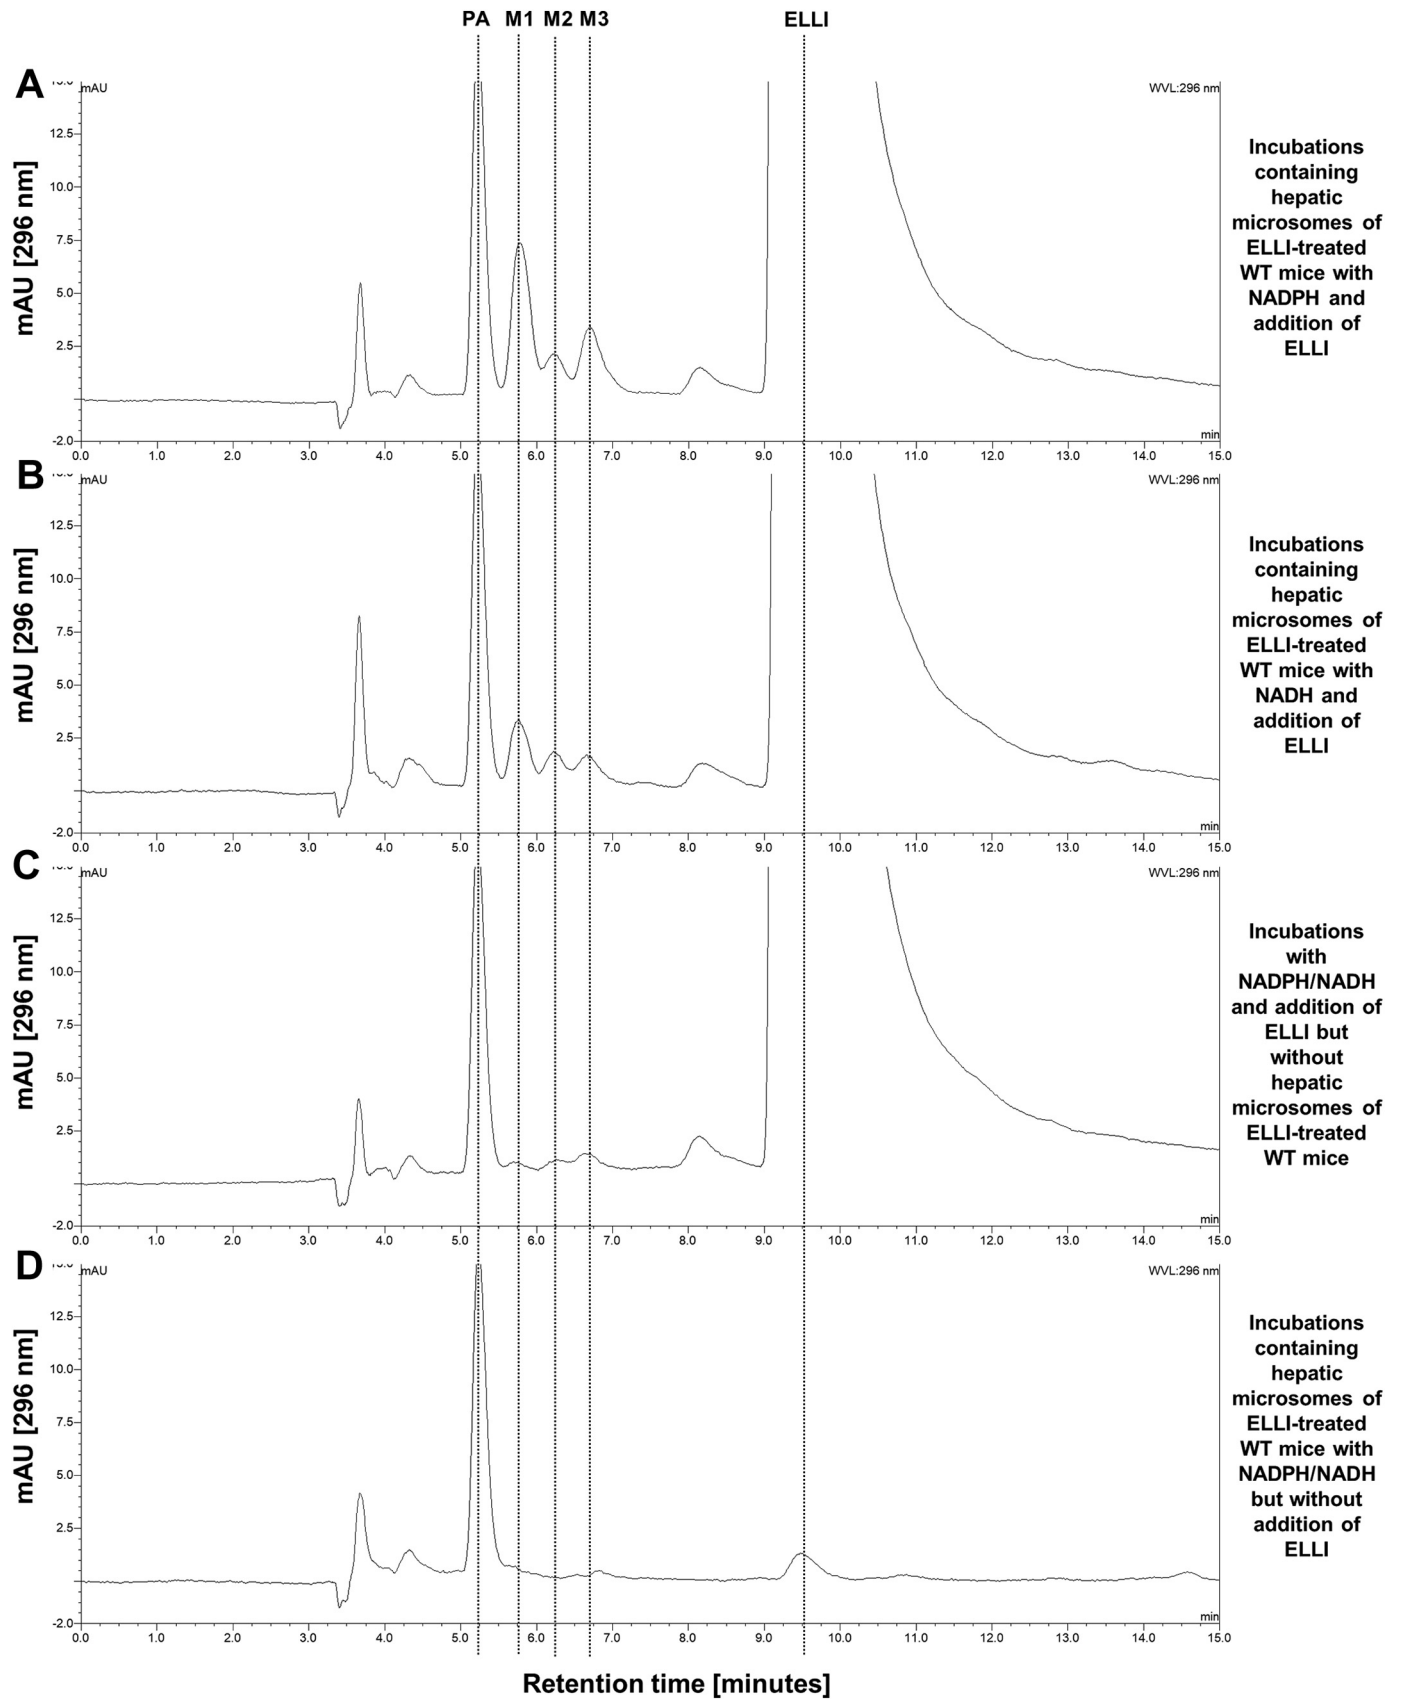 PA M1 M2 M3 ELLI
A
mAU
WVL:296 nm
mAU [296 nm]
12.5
10.0
7.5
5.0
2.5
-2.0
min
0.0 1.0 2.0 3.0 4.0 5.0 6.0 7.0 8.0 9.0 10.0 11.0 12.0 13.0 14.0 15.0
Incubations
containing
hepatic
microsomes of
ELLI-treated
WT mice with
NADPH and
addition of
ELLI
B
mAU
WVL:296 nm
mAU [296 nm]
12.5
10.0
7.5
5.0
2.5
-2.0
min
0.0 1.0 2.0 3.0 4.0 5.0 6.0 7.0 8.0 9.0 10.0 11.0 12.0 13.0 14.0 15.0
Incubations
containing
hepatic
microsomes of
ELLI-treated
WT mice with
NADH and
addition of
ELLI
C
mAU
WVL:296 nm
mAU [296 nm]
12.5
10.0
7.5
5.0
2.5
-2.0
min
0.0 1.0 2.0 3.0 4.0 5.0 6.0 7.0 8.0 9.0 10.0 11.0 12.0 13.0 14.0 15.0
Incubations
with
NADPH/NADH
and addition of
ELLI but
without
hepatic
microsomes of
ELLI-treated
WT mice
D
mAU
WVL:296 nm
mAU [296 nm]
12.5
10.0
7.5
5.0
2.5
-2.0
min
0.0 1.0 2.0 3.0 4.0 5.0 6.0 7.0 8.0 9.0 10.0 11.0 12.0 13.0 14.0 15.0
Incubations
containing
hepatic
microsomes of
ELLI-treated
WT mice with
NADPH/NADH
but without
addition of
ELLI
Retention time [minutes]